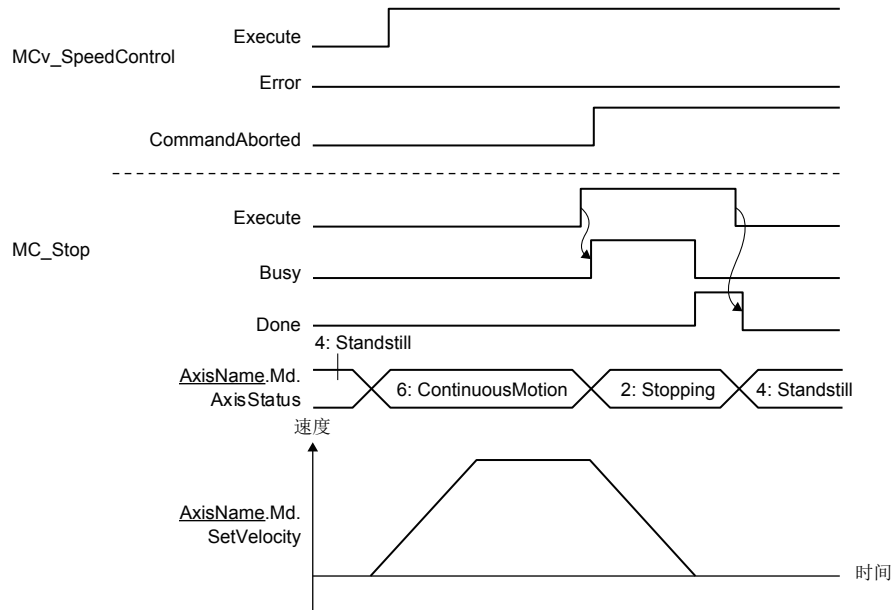 Execute
MCv_SpeedControl
Error
CommandAborted
Execute
MC_Stop
Busy
Done
4: Standstill
AxisName.Md.
AxisStatus
6: ContinuousMotion
2: Stopping
4: Standstill
速度
AxisName.Md.
SetVelocity
时间